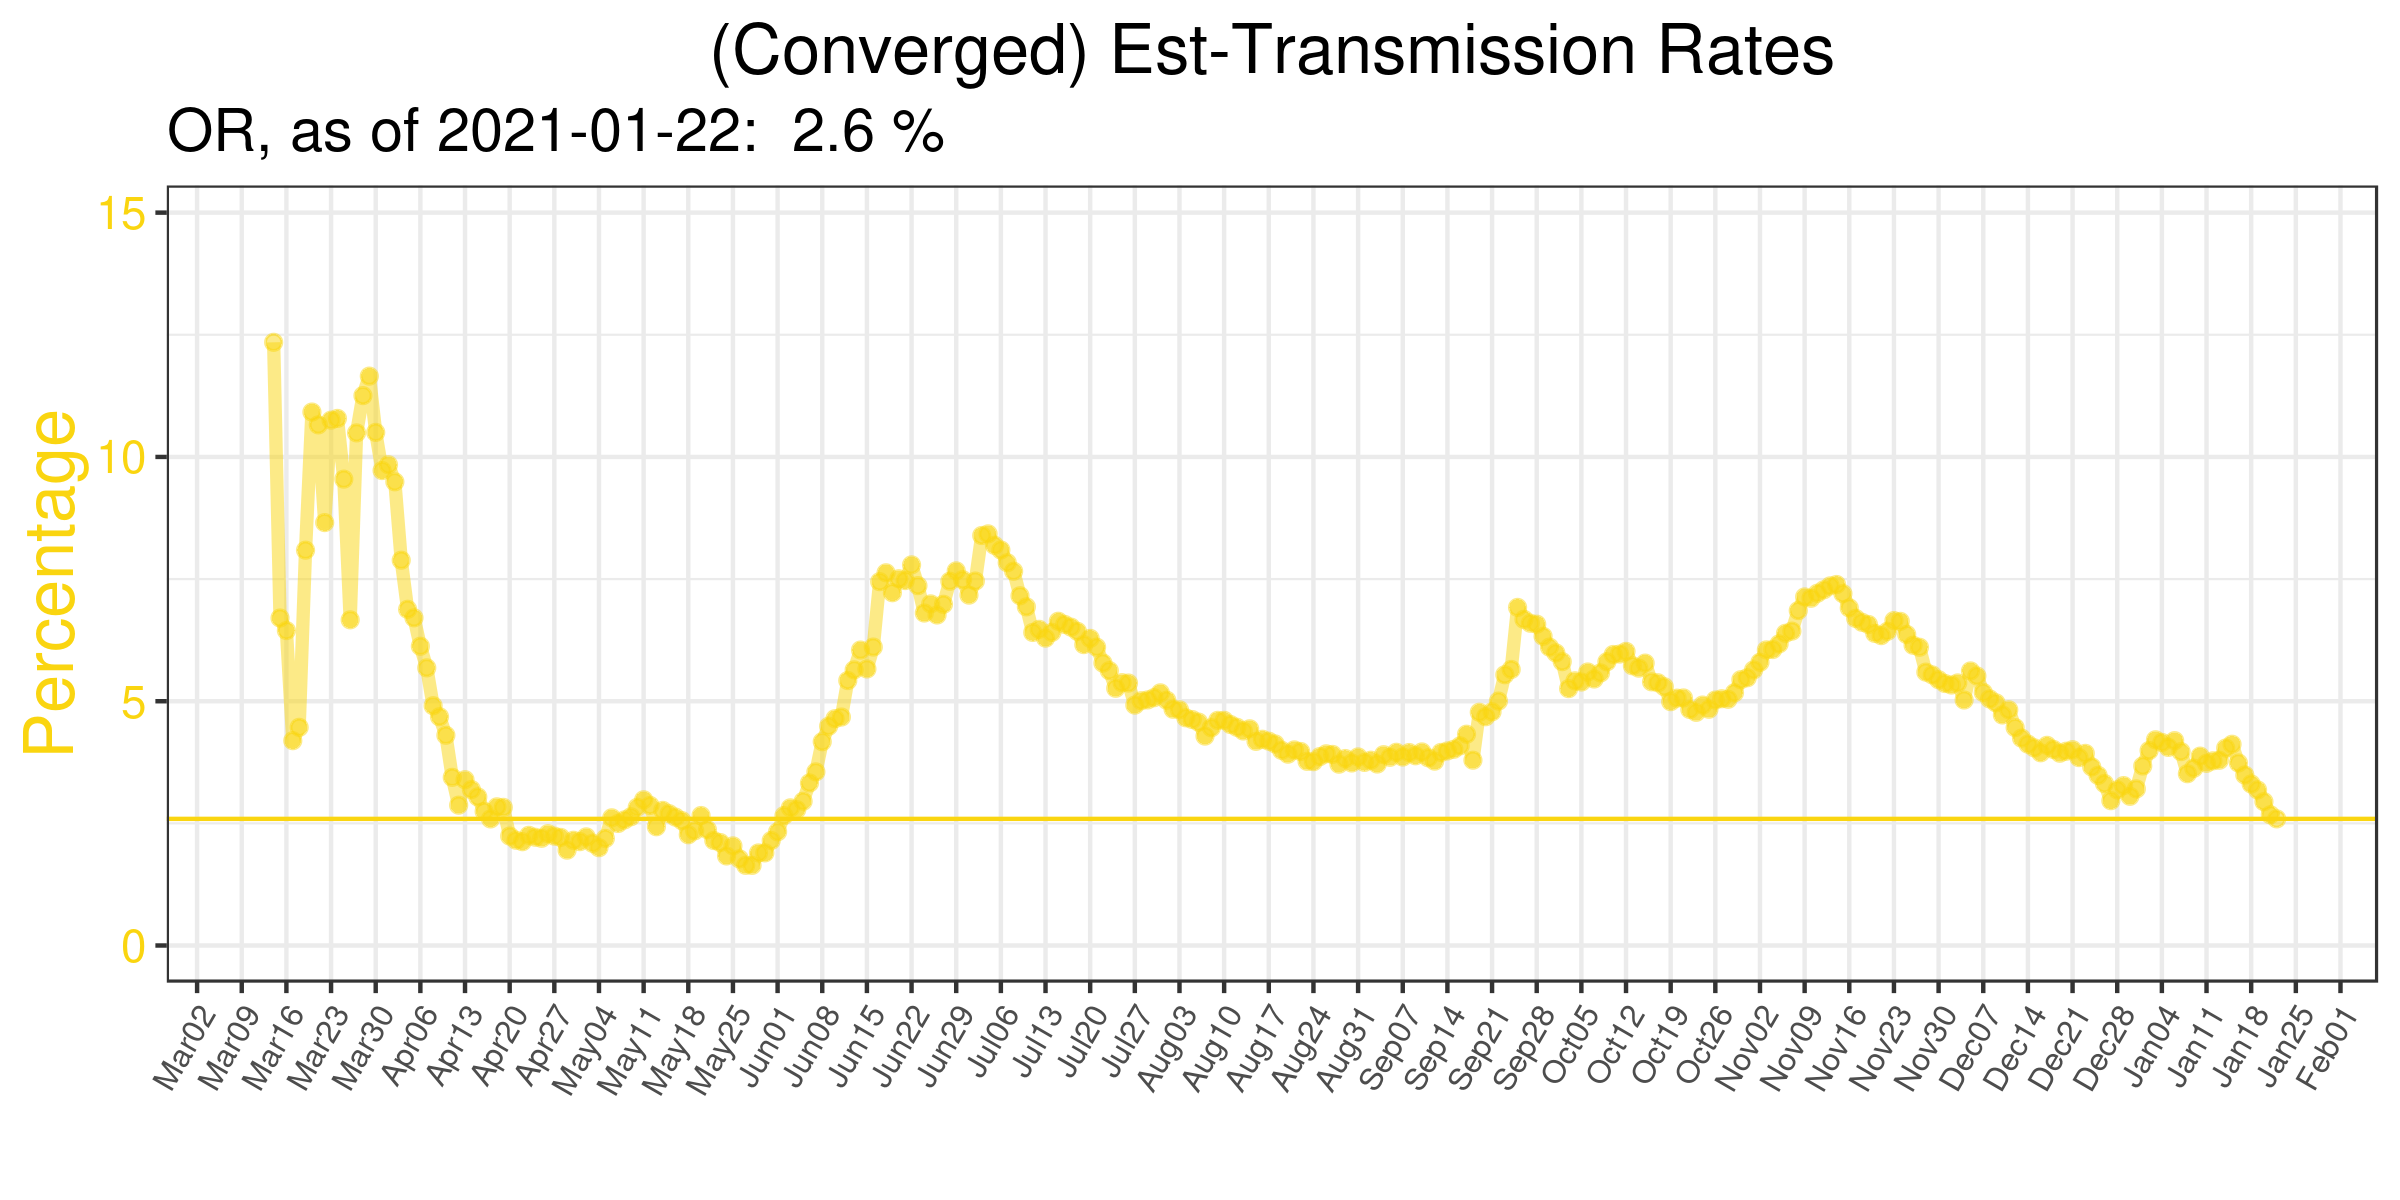 (Converged) Est-Transmission Rates
OR, as of 2021-01-22:  2.6 %
Percentage
15
10
5
0
Mar02
Mar09
Mar16
Mar23
Mar30
Apr06
Apr13
Apr20
Apr27
May04
May11
May18
May25
Jun01
Jun08
Jun15
Jun22
Jun29
Jul06
Jul13
Jul20
Jul27
Aug03
Aug10
Aug17
Aug24
Aug31
Sep07
Sep14
Sep21
Sep28
Oct05
Oct12
Oct19
Oct26
Nov02
Nov09
Nov16
Nov23
Nov30
Dec07
Dec14
Dec21
Dec28
Jan04
Jan11
Jan18
Jan25
Feb01